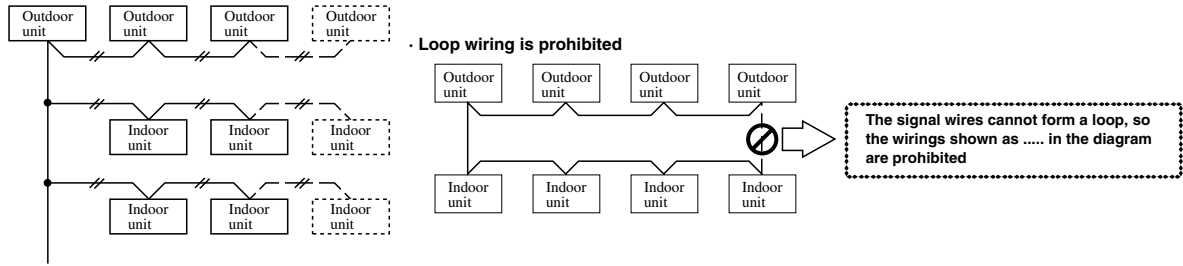 Outdoor
unit
Outdoor
unit
Outdoor
unit
Outdoor
unit
Indoor
unit
Indoor
unit
Indoor
unit
Indoor
unit
Indoor
unit
Indoor
unit
· Loop wiring is prohibited
Outdoor
unit
Outdoor
unit
Outdoor
unit
Outdoor
unit
Indoor
unit
Indoor
unit
Indoor
unit
Indoor
unit
The signal wires cannot form a loop, so
the wirings shown as ..... in the diagram
are prohibited